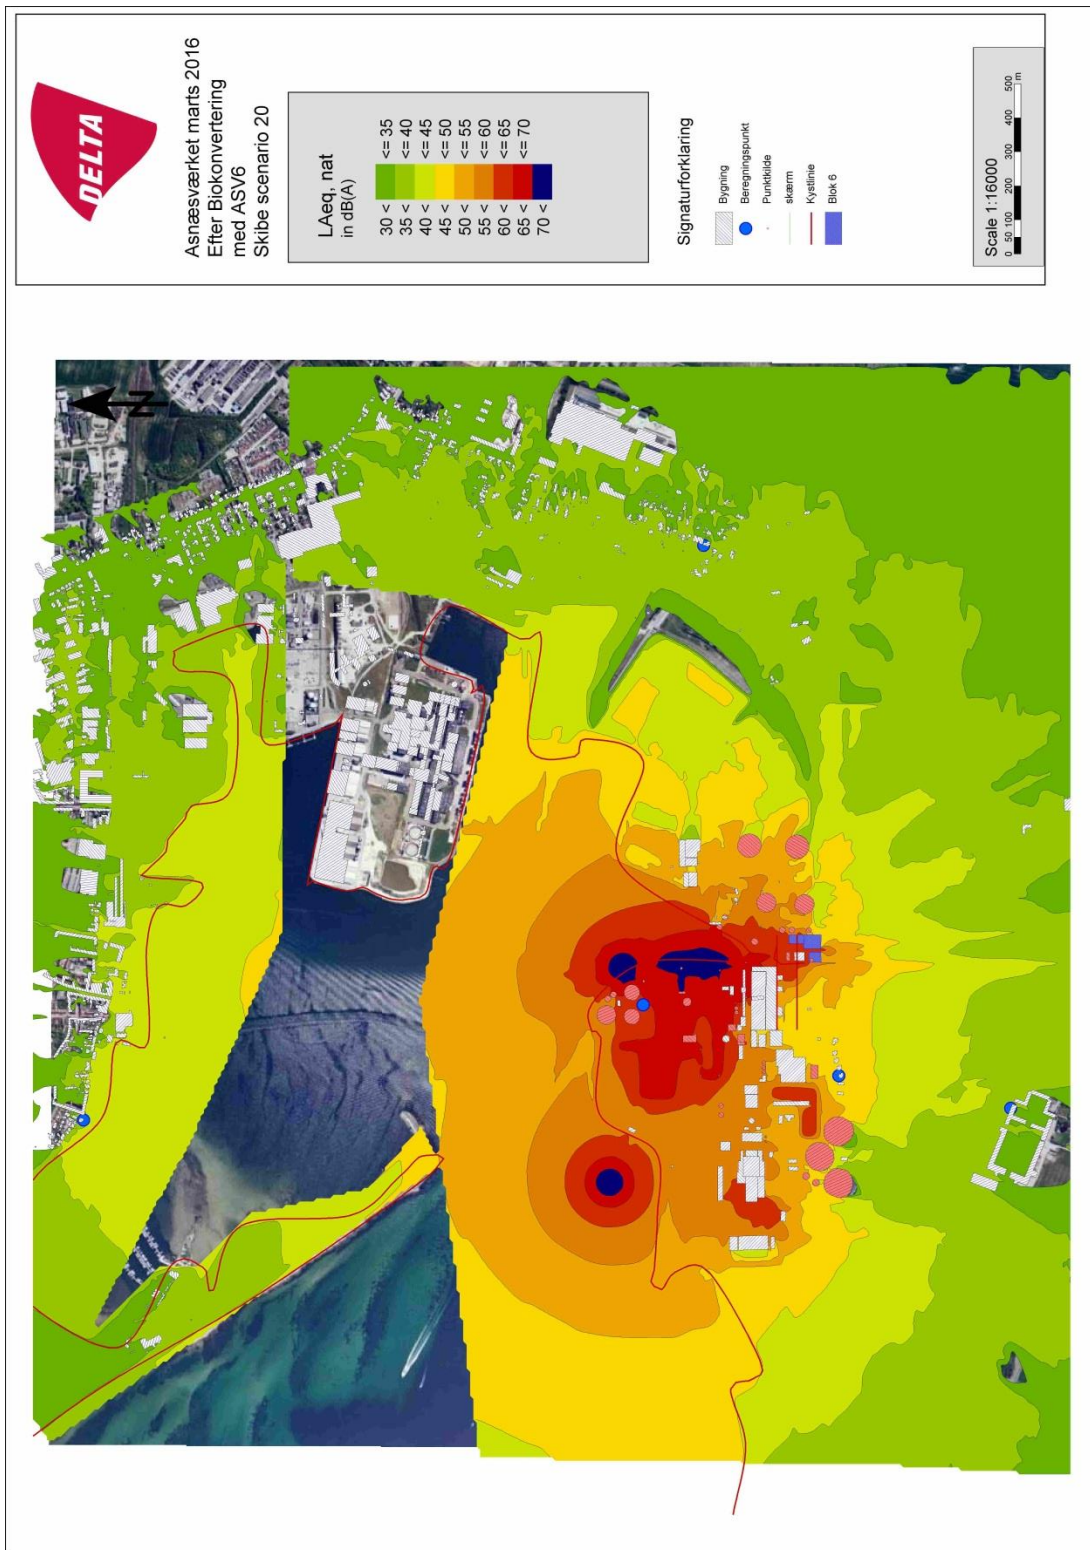 DELTA
Asnæsværket marts 2016
Efter Biokonvertering
med ASV6
Skibe scenario 20
LAeq, nat
in dB(A)
30 < <= 35
35 < <= 40
40 < <= 45
45 < <= 50
50 < <= 55
55 < <= 60
60 < <= 65
65 < <= 70
70 <
Signaturforklaring
Bygning
Beregningspunkt
Punktkilde
skærm
Kystlinie
Blok 6
Scale 1:16000
0 50 100 200 300 400 500
m
N